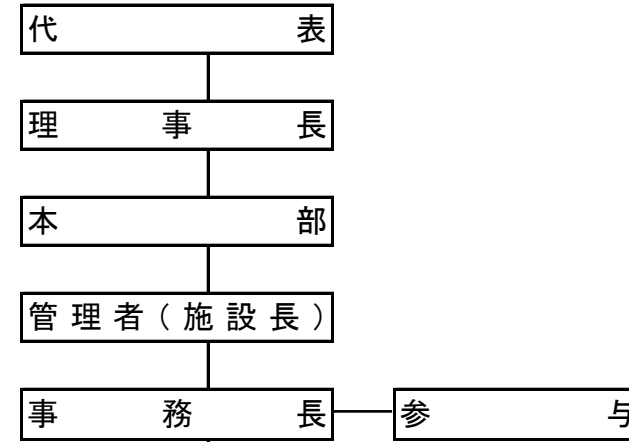 代表
理事長
本部
管理者(施設長)
事務長
参与